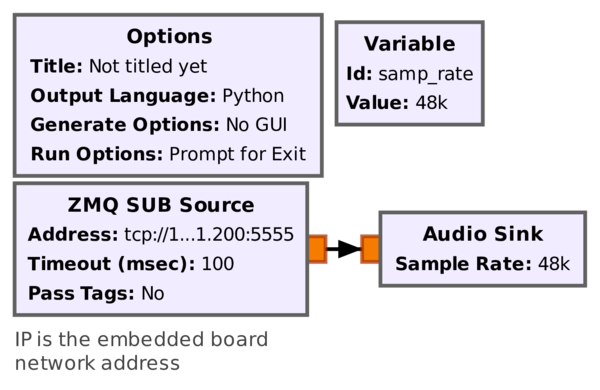 Options
Title: Not titled yet
Output Language: Python
Generate Options: No GUI
Run Options: Prompt for Exit
Variable
Id: samp_rate
Value: 48k
ZMQ SUB Source
Address: tcp://1...1.200:5555
Timeout (msec): 100
Pass Tags: No
Audio Sink
Sample Rate: 48k
IP is the embedded board
network address